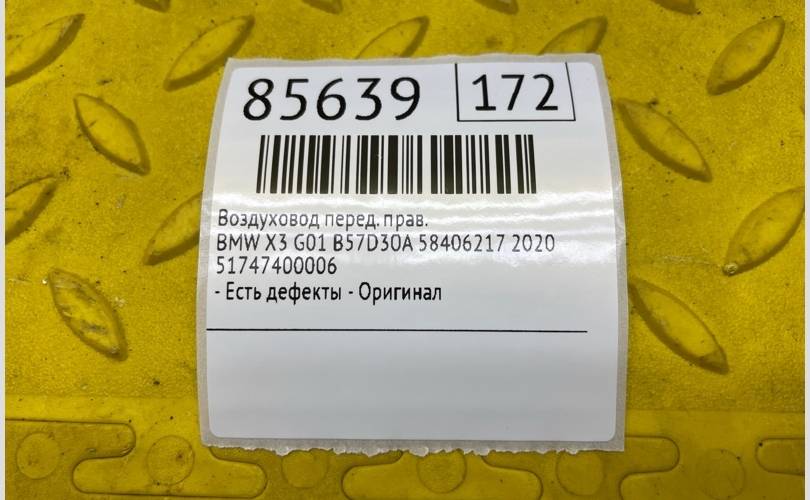 85639 172
Воздуховод перед. прав.
BMW X3 G01 B57D30A 58406217 2020
51747400006
- Есть дефекты - Оригинал